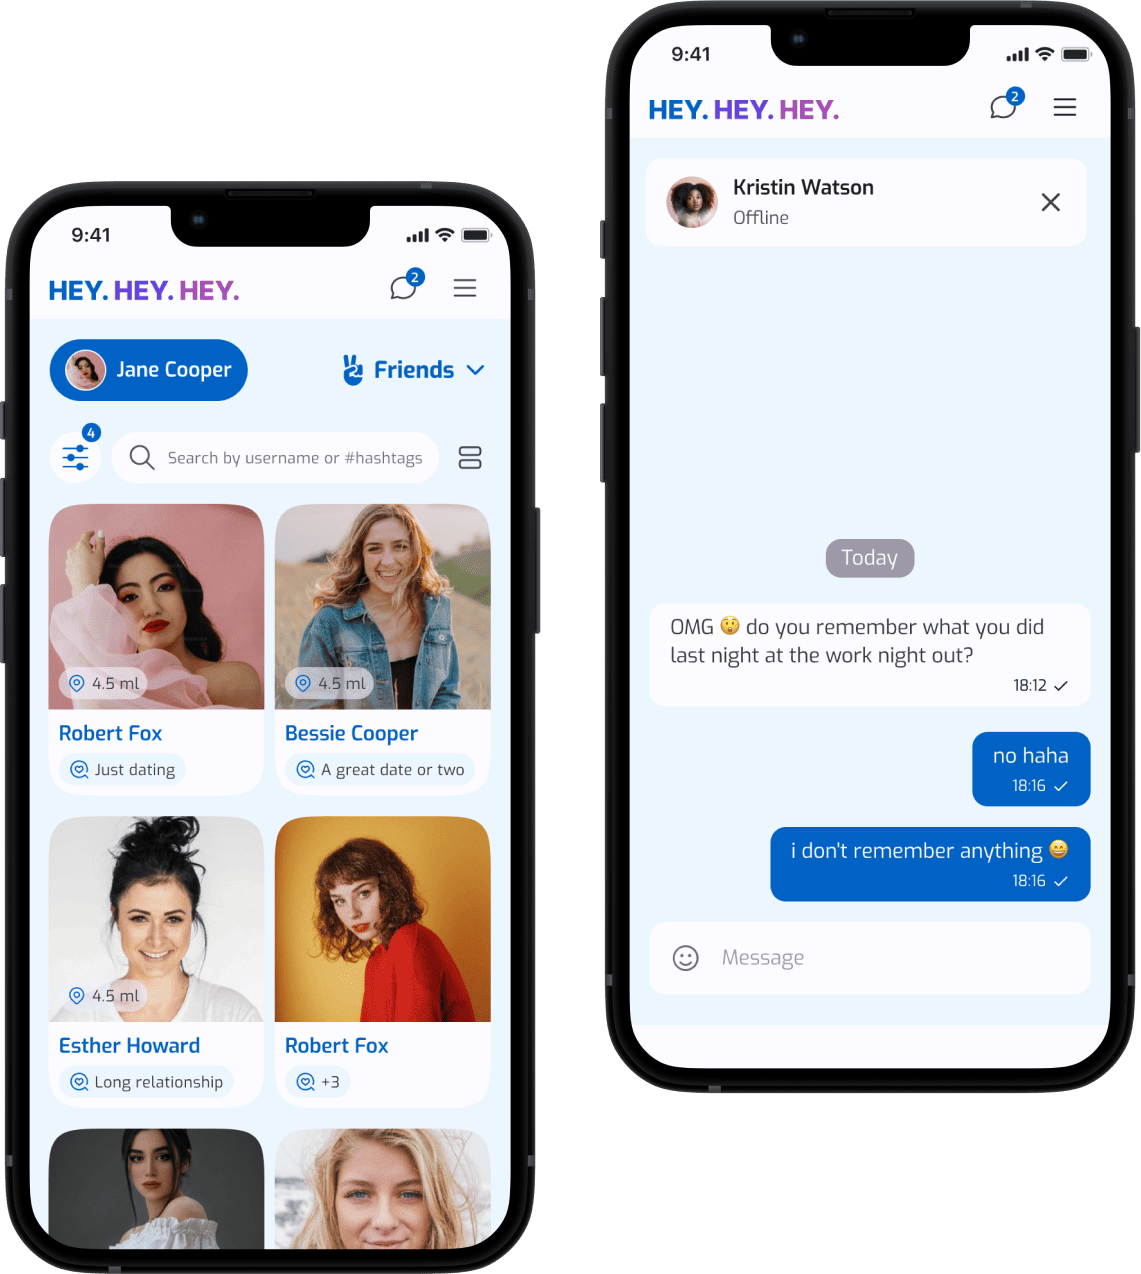 9:41
HEY. HEY. HEY.
2
Jane Cooper
Friends
4
Search by username or #hashtags
4.5 ml
4.5 ml
Robert Fox
Bessie Cooper
Just dating
A great date or two
4.5 ml
Esther Howard
Robert Fox
Long relationship
+3
9:41
HEY. HEY. HEY.
2
Kristin Watson
Offline
Today
OMG 😲 do you remember what you did
last night at the work night out?
18:12
no haha
18:16
i don't remember anything 😄
18:16
Message